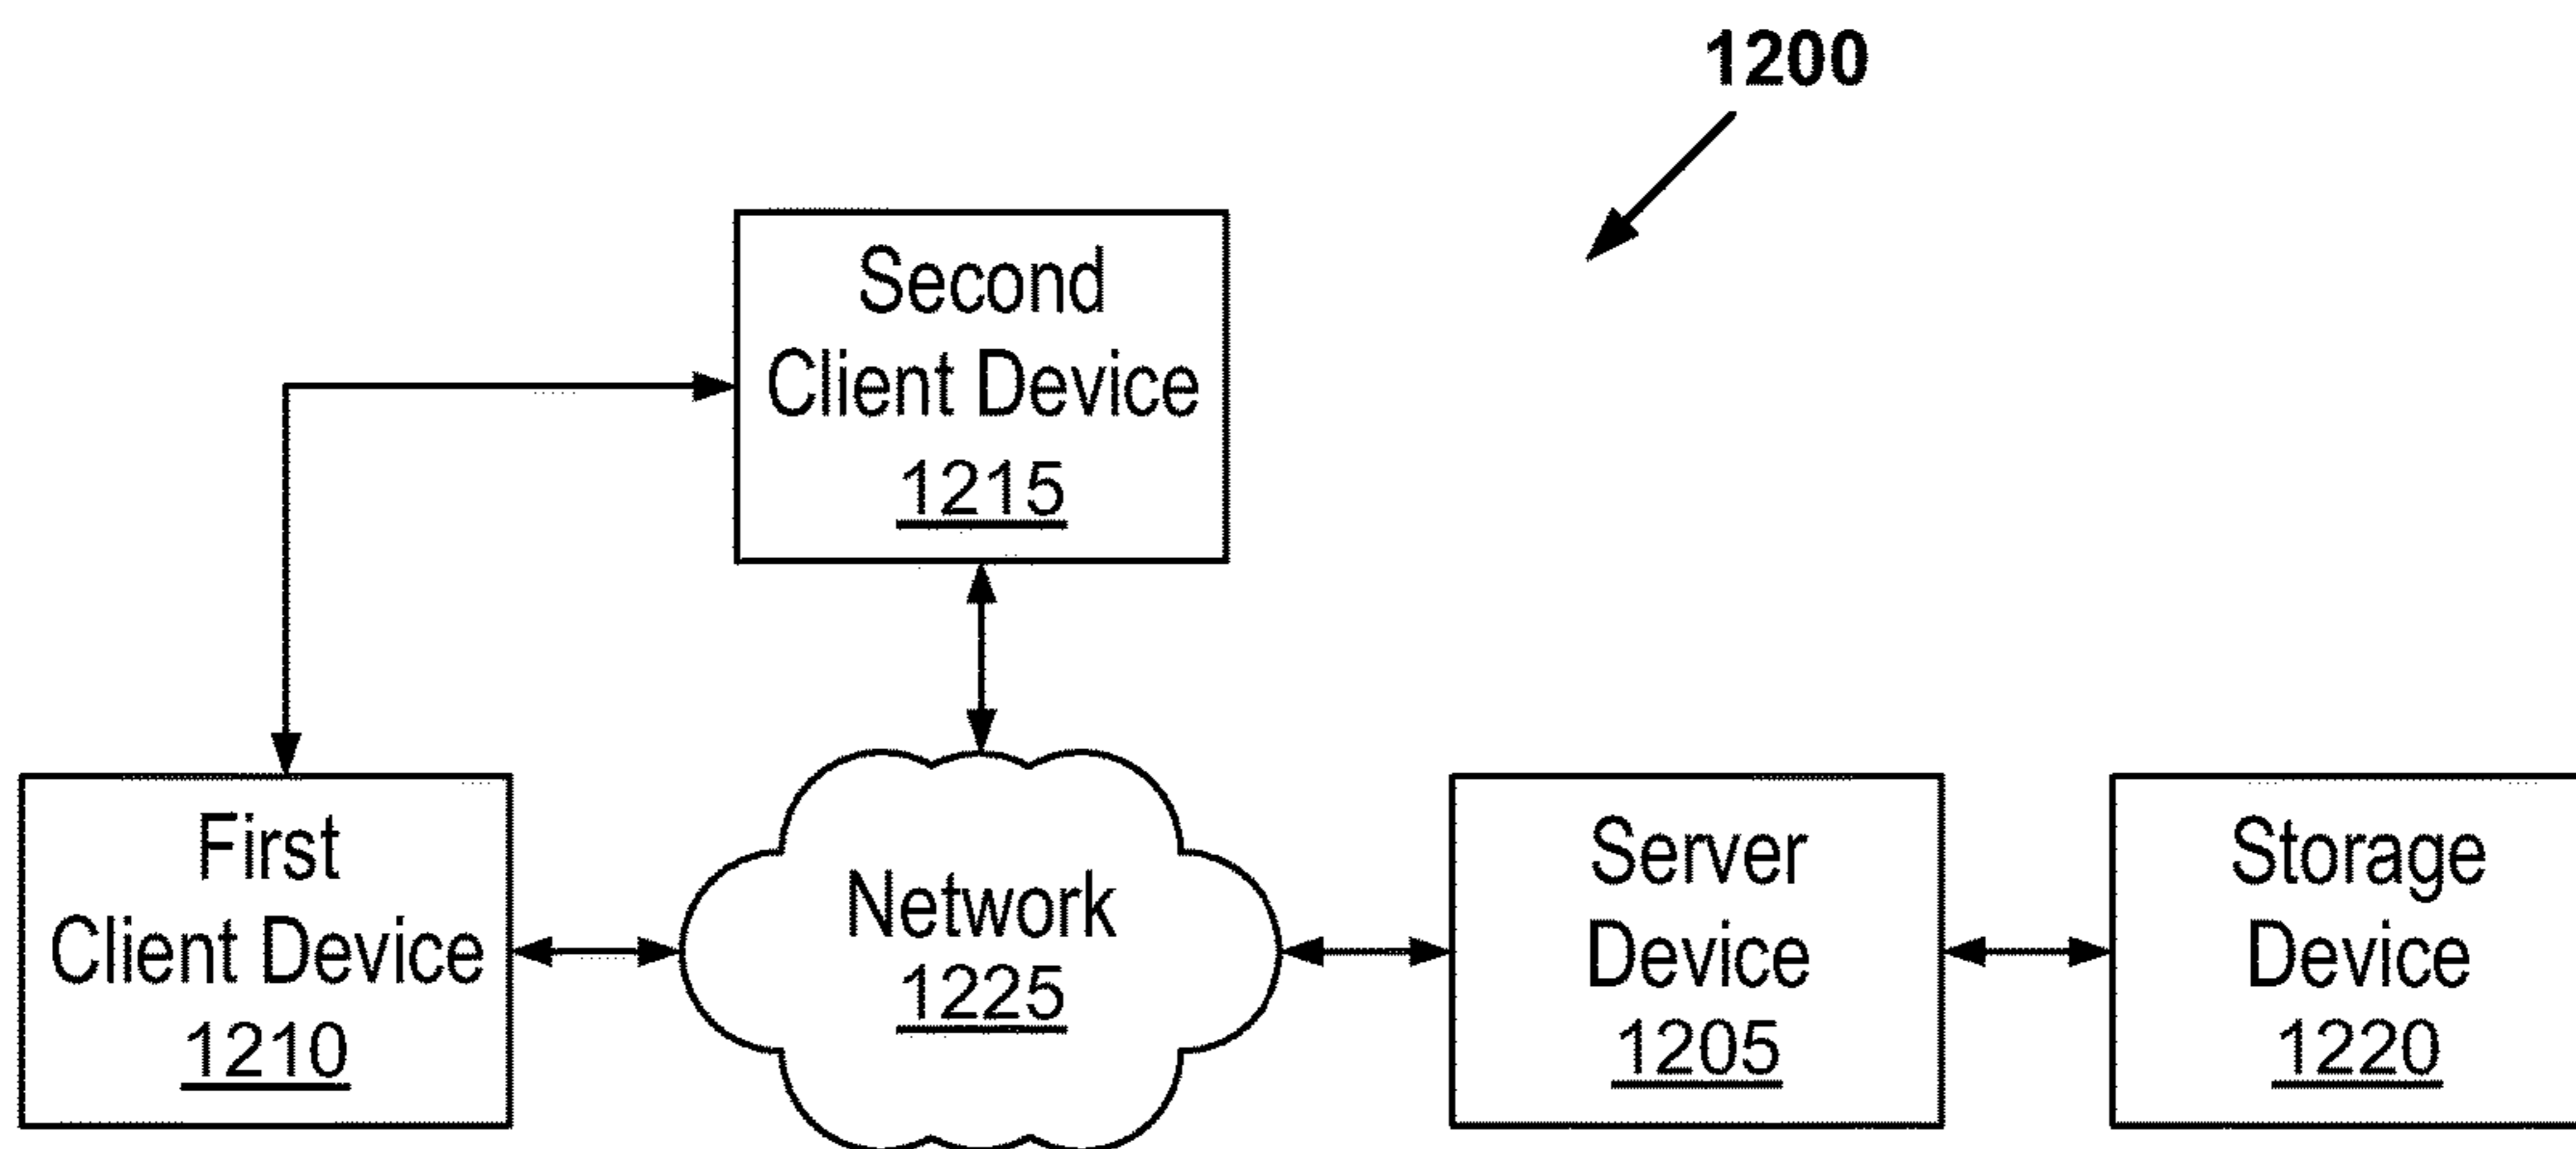 1200
Second
Client Device
1215
First
Client Device
1210
Network
1225
Server
Device
1205
Storage
Device
1220